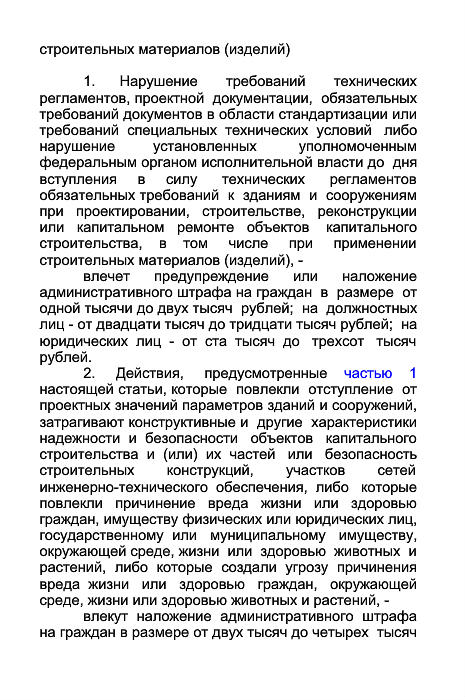 строительных материалов (изделий)
1. Нарушение требований технических
регламентов, проектной документации, обязательных
требований документов в области стандартизации или
требований специальных технических условий либо
нарушение установленных уполномоченным
федеральным органом исполнительной власти до дня
вступления в силу технических регламентов
обязательных требований к зданиям и сооружениям
при проектировании, строительстве, реконструкции
или капитальном ремонте объектов капитального
строительства, в том числе при применении
строительных материалов (изделий), -
влечет предупреждение или наложение
административного штрафа на граждан в размере от
одной тысячи до двух тысяч рублей; на должностных
лиц - от двадцати тысяч до тридцати тысяч рублей; на
юридических лиц - от ста тысяч до трехсот тысяч
рублей.
2. Действия, предусмотренные частью 1
настоящей статьи, которые повлекли отступление от
проектных значений параметров зданий и сооружений,
затрагивают конструктивные и другие характеристики
надежности и безопасности объектов капитального
строительства и (или) их частей или безопасность
строительных конструкций, участков сетей
инженерно-технического обеспечения, либо которые
повлекли причинение вреда жизни или здоровью
граждан, имуществу физических или юридических лиц,
государственному или муниципальному имуществу,
окружающей среде, жизни или здоровью животных и
растений, либо которые создали угрозу причинения
вреда жизни или здоровью граждан, окружающей
среде, жизни или здоровью животных и растений, -
влекут наложение административного штрафа
на граждан в размере от двух тысяч до четырех тысяч